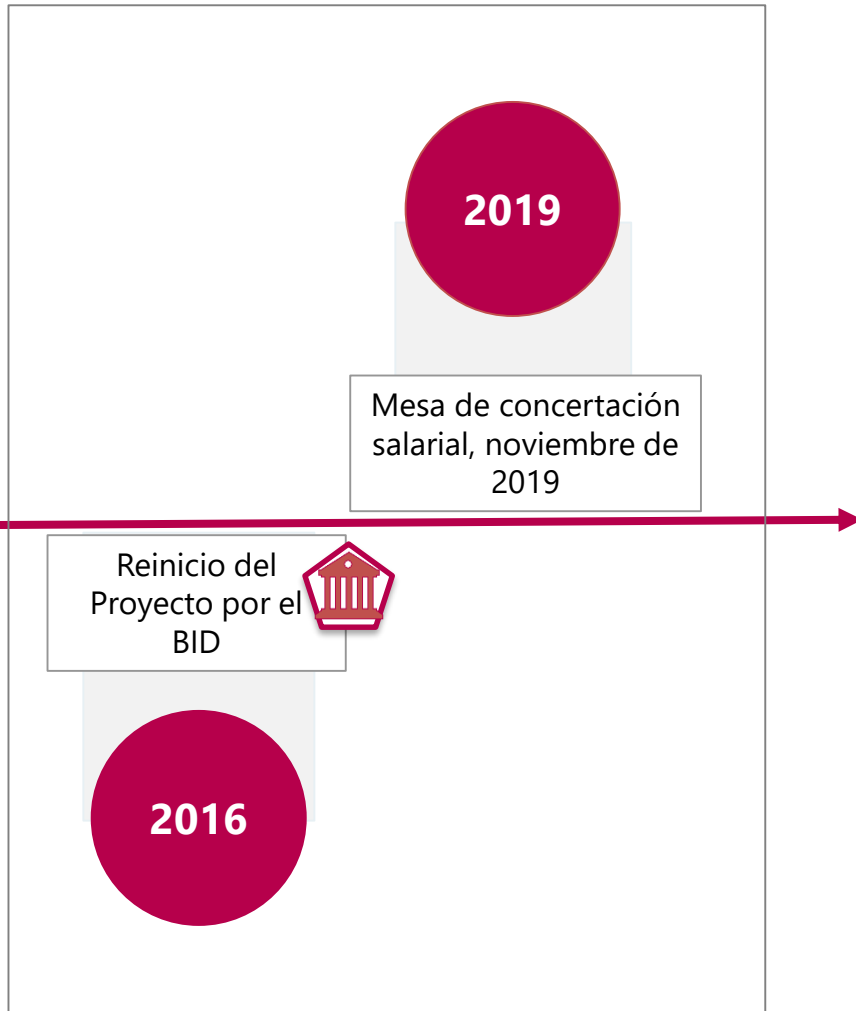 2019
Mesa de concertación
salarial, noviembre de
2019
Reinicio del
Proyecto por el
BID
2016